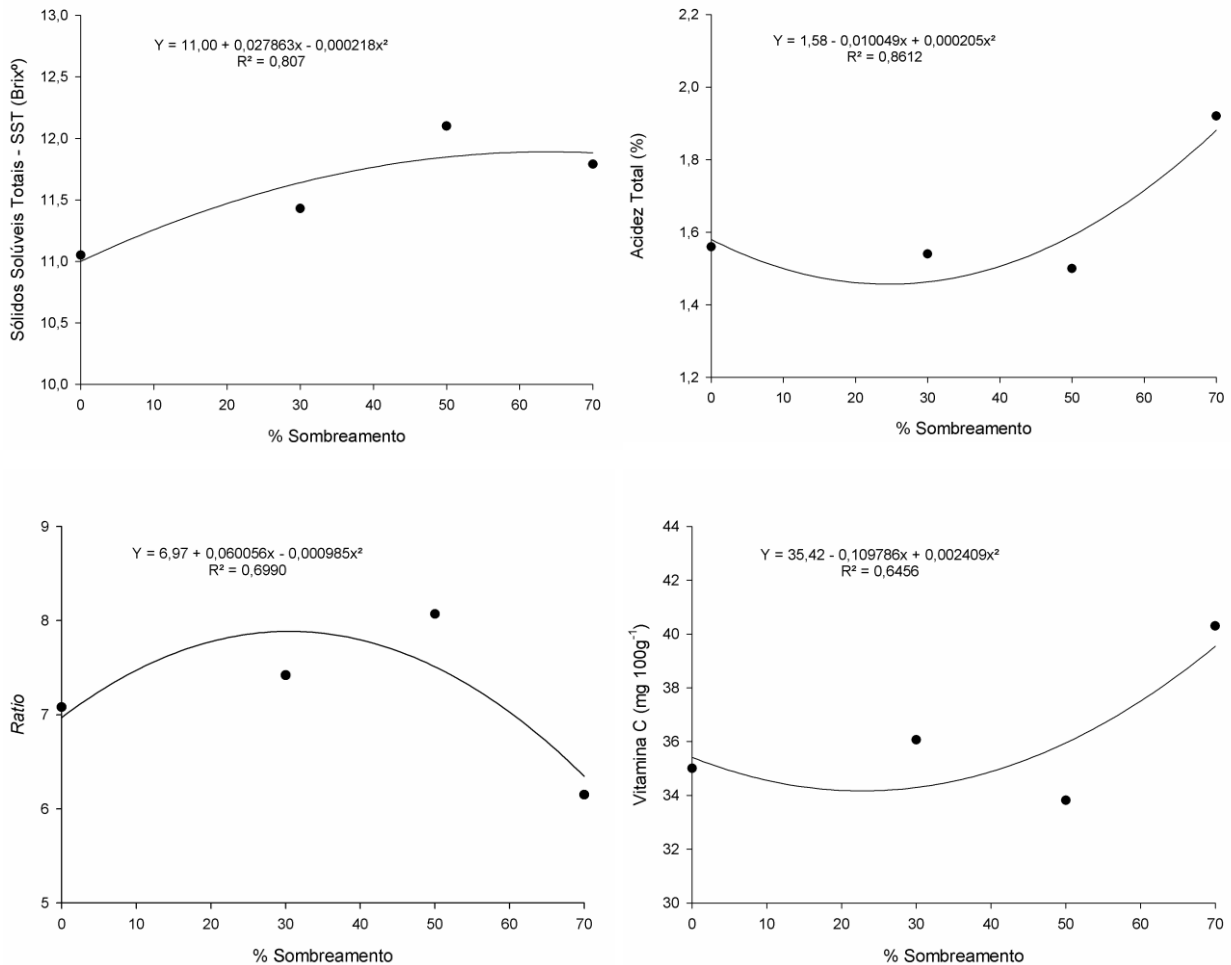 Y = 11,00 + 0,027863x - 0,000218x²
R² = 0,807
Sólidos Solúveis Totais - SST (Brixº)
13,0
12,5
12,0
11,5
11,0
10,5
10,0
0 10 20 30 40 50 60 70
% Sombreamento
Y = 1,58 - 0,010049x + 0,000205x²
R² = 0,8612
Acidez Total (%)
2,2
2,0
1,8
1,6
1,4
1,2
0 10 20 30 40 50 60 70
% Sombreamento
Y = 6,97 + 0,060056x - 0,000985x²
R² = 0,6990
Ratio
9
8
7
6
5
0 10 20 30 40 50 60 70
% Sombreamento
Y = 35,42 - 0,109786x + 0,002409x²
R² = 0,6456
Vitamina C (mg 100g⁻¹)
44
42
40
38
36
34
32
30
0 10 20 30 40 50 60 70
% Sombreamento